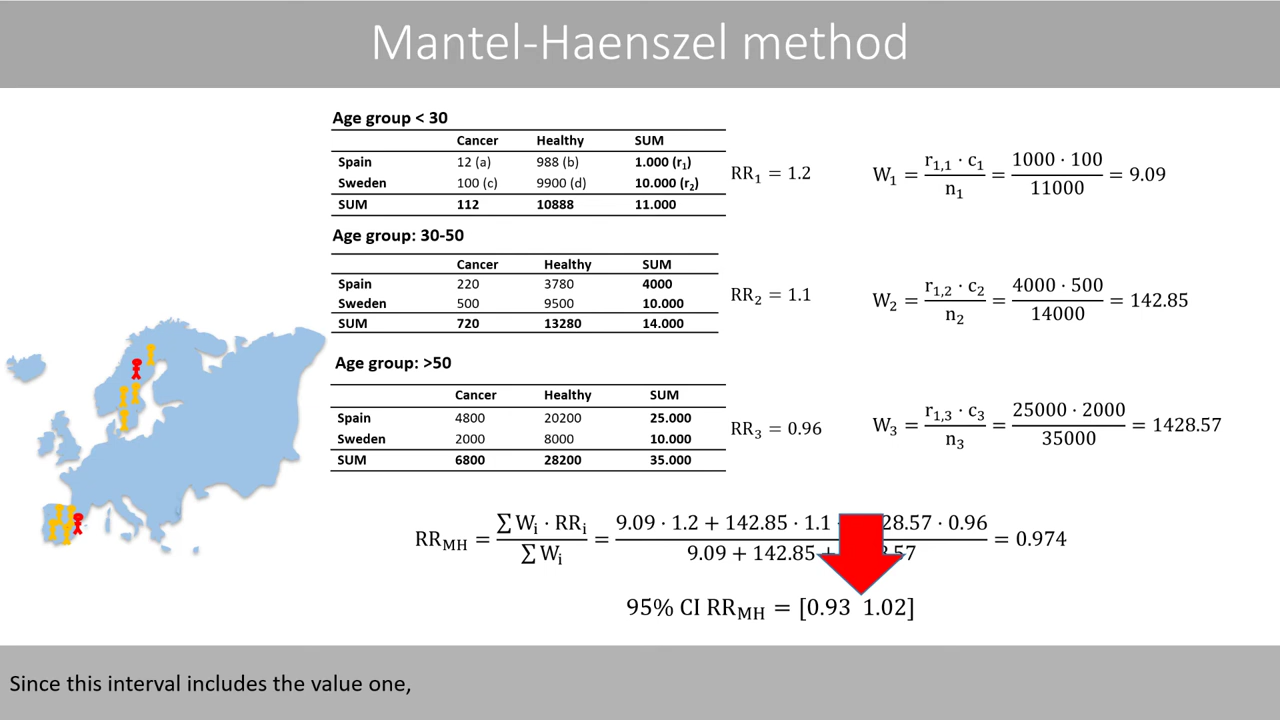 Mantel-Haenszel method
Age group < 30
Cancer Healthy SUM
Spain 12 (a) 988 (b) 1.000 (r₁)
Sweden 100 (c) 9900 (d) 10.000 (r₂)
SUM 112 10888 11.000
RR₁ = 1.2
W₁ = r₁,₁ · c₁ / n₁ = 1000 · 100 / 11000 = 9.09
Age group: 30-50
Cancer Healthy SUM
Spain 220 3780 4000
Sweden 500 9500 10.000
SUM 720 13280 14.000
RR₂ = 1.1
W₂ = r₁,₂ · c₂ / n₂ = 4000 · 500 / 14000 = 142.85
Age group: >50
Cancer Healthy SUM
Spain 4800 20200 25.000
Sweden 2000 8000 10.000
SUM 6800 28200 35.000
RR₃ = 0.96
W₃ = r₁,₃ · c₃ / n₃ = 25000 · 2000 / 35000 = 1428.57
RR_MH = ∑ Wᵢ · RRᵢ / ∑ Wᵢ = 9.09 · 1.2 + 142.85 · 1.1 28.57 · 0.96 / 9.09 + 142.85 + .57 = 0.974
95% CI RR_MH = [0.93 1.02]
Since this interval includes the value one,